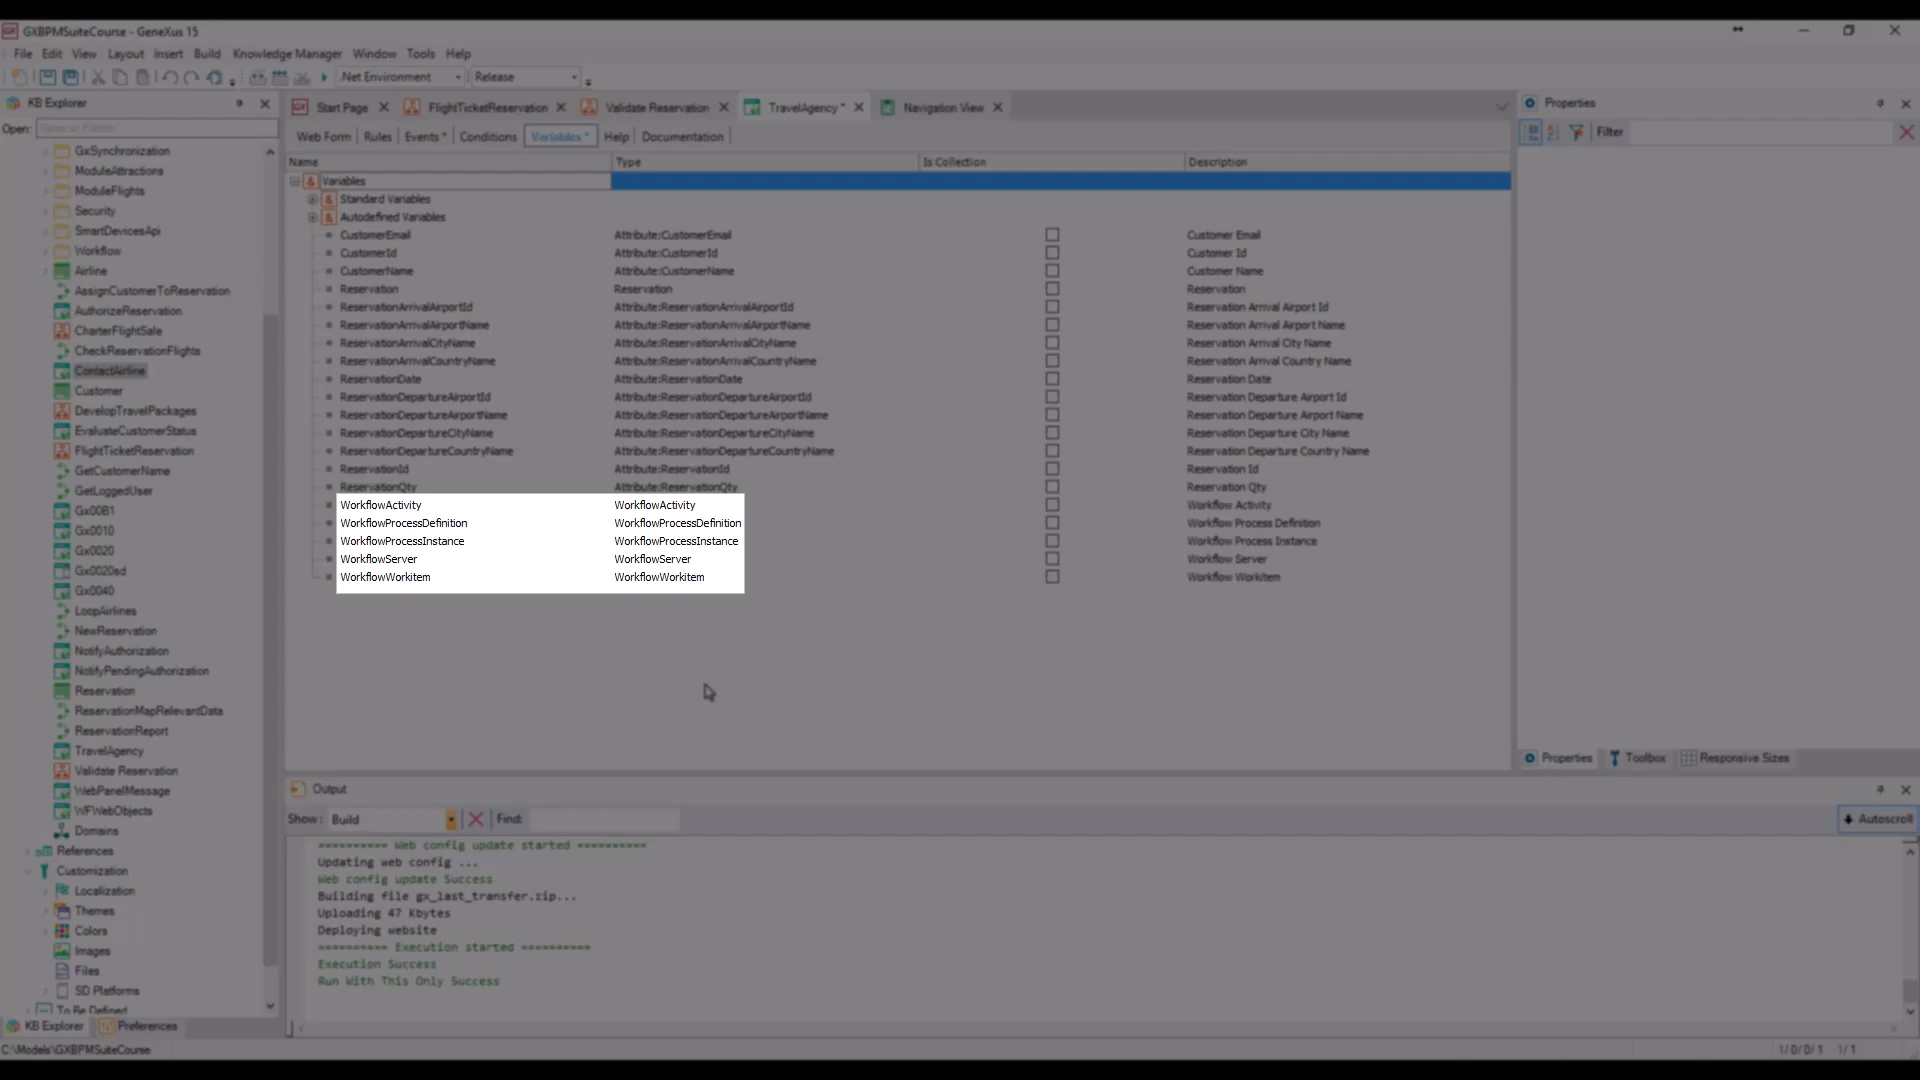 GXBPMSuiteCourse - GeneXus 15
File Edit View Layout Insert Build Knowledge Manager Window Tools Help
.Net Environment Release
KB Explorer
Open: Name or Pattern
GxSynchronization
ModuleAttractions
ModuleFlights
Security
SmartDevicesApi
Workflow
Airline
AssignCustomerToReservation
AuthorizeReservation
CharterFlightSale
CheckReservationFlights
ContactAirline
Customer
DevelopTravelPackages
EvaluateCustomerStatus
FlightTicketReservation
GetCustomerName
GetLoggedUser
Gx00B1
Gx0010
Gx0020
Gx0020sd
Gx0040
LoopAirlines
NewReservation
NotifyAuthorization
NotifyPendingAuthorization
Reservation
ReservationMapRelevantData
ReservationReport
TravelAgency
Validate Reservation
WebPanelMessage
WFWebObjects
Domains
References
Customization
Localization
Themes
Colors
Images
Files
SD Platforms
To Be Defined
KB Explorer Preferences
Start Page FlightTicketReservation Validate Reservation TravelAgency * Navigation View
Web Form Rules Events * Conditions Variables * Help Documentation
Name Type Is Collection Description
Variables
Standard Variables
Autodefined Variables
CustomerEmail Attribute:CustomerEmail Customer Email
CustomerId Attribute:CustomerId Customer Id
CustomerName Attribute:CustomerName Customer Name
Reservation Reservation Reservation
ReservationArrivalAirportId Attribute:ReservationArrivalAirportId Reservation Arrival Airport Id
ReservationArrivalAirportName Attribute:ReservationArrivalAirportName Reservation Arrival Airport Name
ReservationArrivalCityName Attribute:ReservationArrivalCityName Reservation Arrival City Name
ReservationArrivalCountryName Attribute:ReservationArrivalCountryName Reservation Arrival Country Name
ReservationDate Attribute:ReservationDate Reservation Date
ReservationDepartureAirportId Attribute:ReservationDepartureAirportId Reservation Departure Airport Id
ReservationDepartureAirportName Attribute:ReservationDepartureAirportName Reservation Departure Airport Name
ReservationDepartureCityName Attribute:ReservationDepartureCityName Reservation Departure City Name
ReservationDepartureCountryName Attribute:ReservationDepartureCountryName Reservation Departure Country Name
ReservationId Attribute:ReservationId Reservation Id
ReservationQty Attribute:ReservationQty Reservation Qty
WorkflowActivity WorkflowActivity Workflow Activity
WorkflowProcessDefinition WorkflowProcessDefinition Workflow Process Definition
WorkflowProcessInstance WorkflowProcessInstance Workflow Process Instance
WorkflowServer WorkflowServer Workflow Server
WorkflowWorkitem WorkflowWorkitem Workflow Workitem
Properties
Filter
Properties Toolbox Responsive Sizes
Output
Show: Build Find: Autoscroll
========== Web config update started ==========
Updating web config ...
Web config update Success
Building file gx_last_transfer.zip...
Uploading 47 Kbytes
Deploying website
========== Execution started ==========
Execution Success
Run With This Only Success
C:\Models\GXBPMSuiteCourse 1/0/0/1 1/1